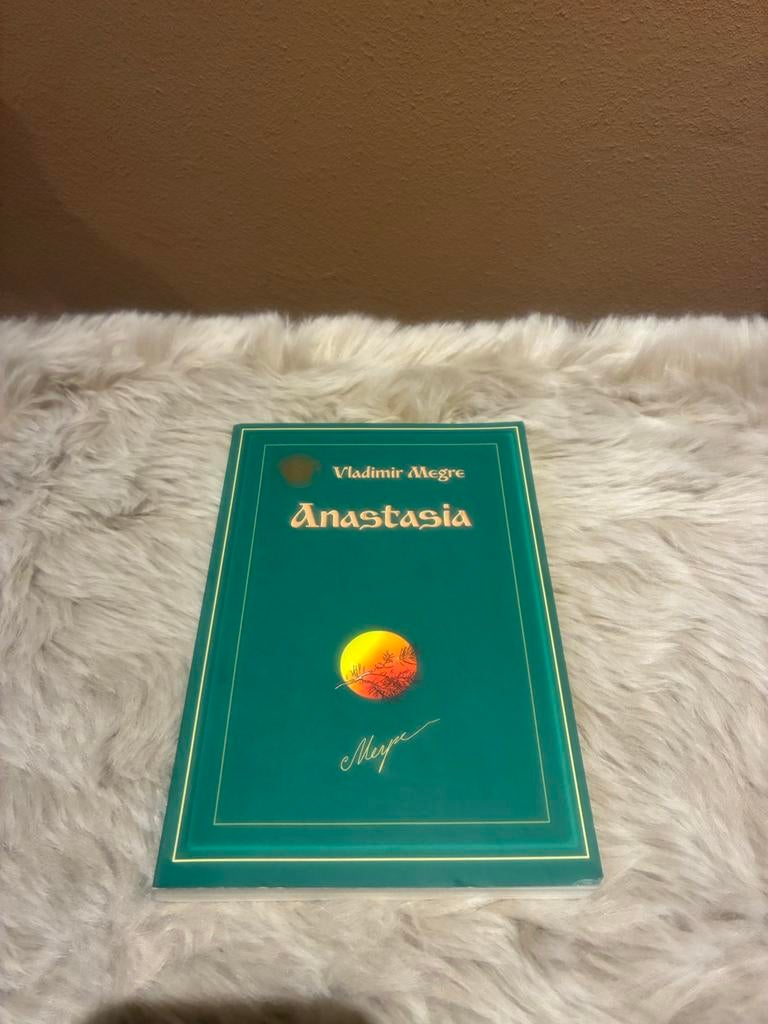 Vladimir Megre
Anastasia
Мегре